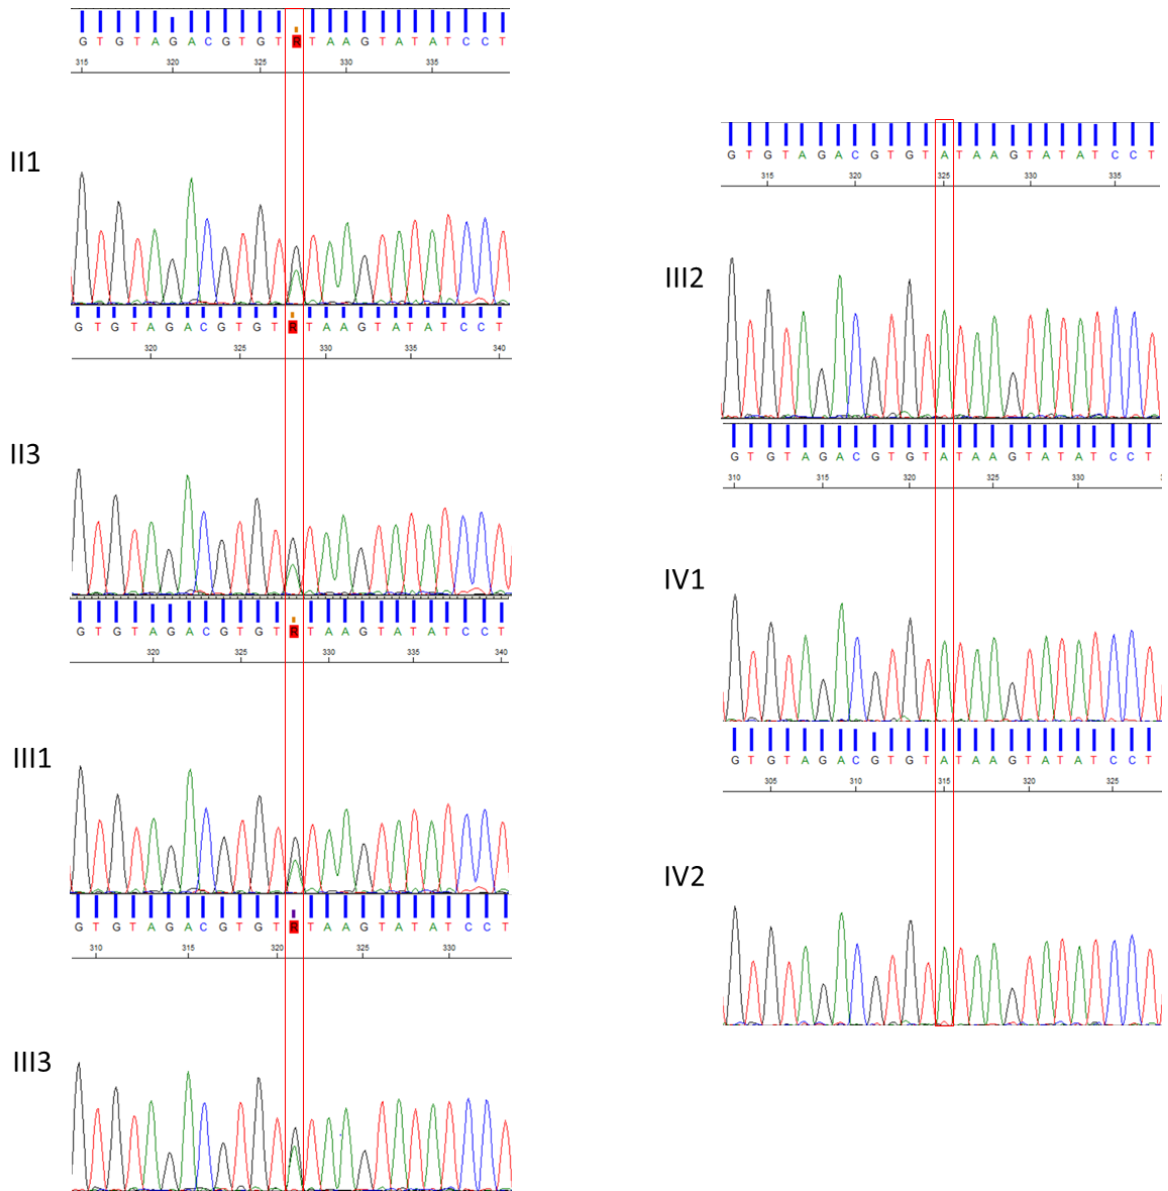 G T G T A G A C G T G T R T A A G T A T A T C C T
315 320 325 330 335
II1
G T G T A G A C G T G T R T A A G T A T A T C C T
320 325 330 335 340
II3
G T G T A G A C G T G T R T A A G T A T A T C C T
320 325 330 335 340
III1
G T G T A G A C G T G T R T A A G T A T A T C C T
310 315 320 325 330
III3
G T G T A G A C G T G T A T A A G T A T A T C C T
315 320 325 330 335
III2
G T G T A G A C G T G T A T A A G T A T A T C C T
310 315 320 325 330
IV1
G T G T A G A C G T G T A T A A G T A T A T C C T
305 310 315 320 325
IV2